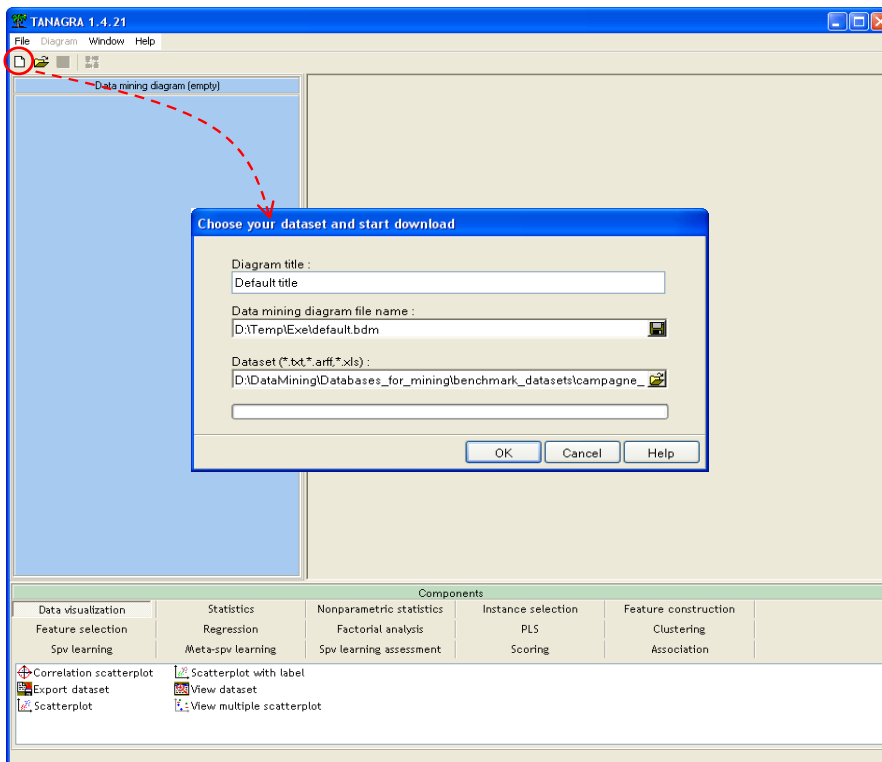 TANAGRA 1.4.21
File Diagram Window Help
Data mining diagram (empty)
Choose your dataset and start download
Diagram title :
Default title
Data mining diagram file name :
D:\Temp\Exe\default.bdm
Dataset (*.txt,*.arff,*.xls) :
D:\DataMining\Databases_for_mining\benchmark_datasets\campagne_
OK Cancel Help
Components
Data visualization Statistics Nonparametric statistics Instance selection Feature construction
Feature selection Regression Factorial analysis PLS Clustering
Spv learning Meta-spv learning Spv learning assessment Scoring Association
Correlation scatterplot Scatterplot with label
Export dataset View dataset
Scatterplot View multiple scatterplot